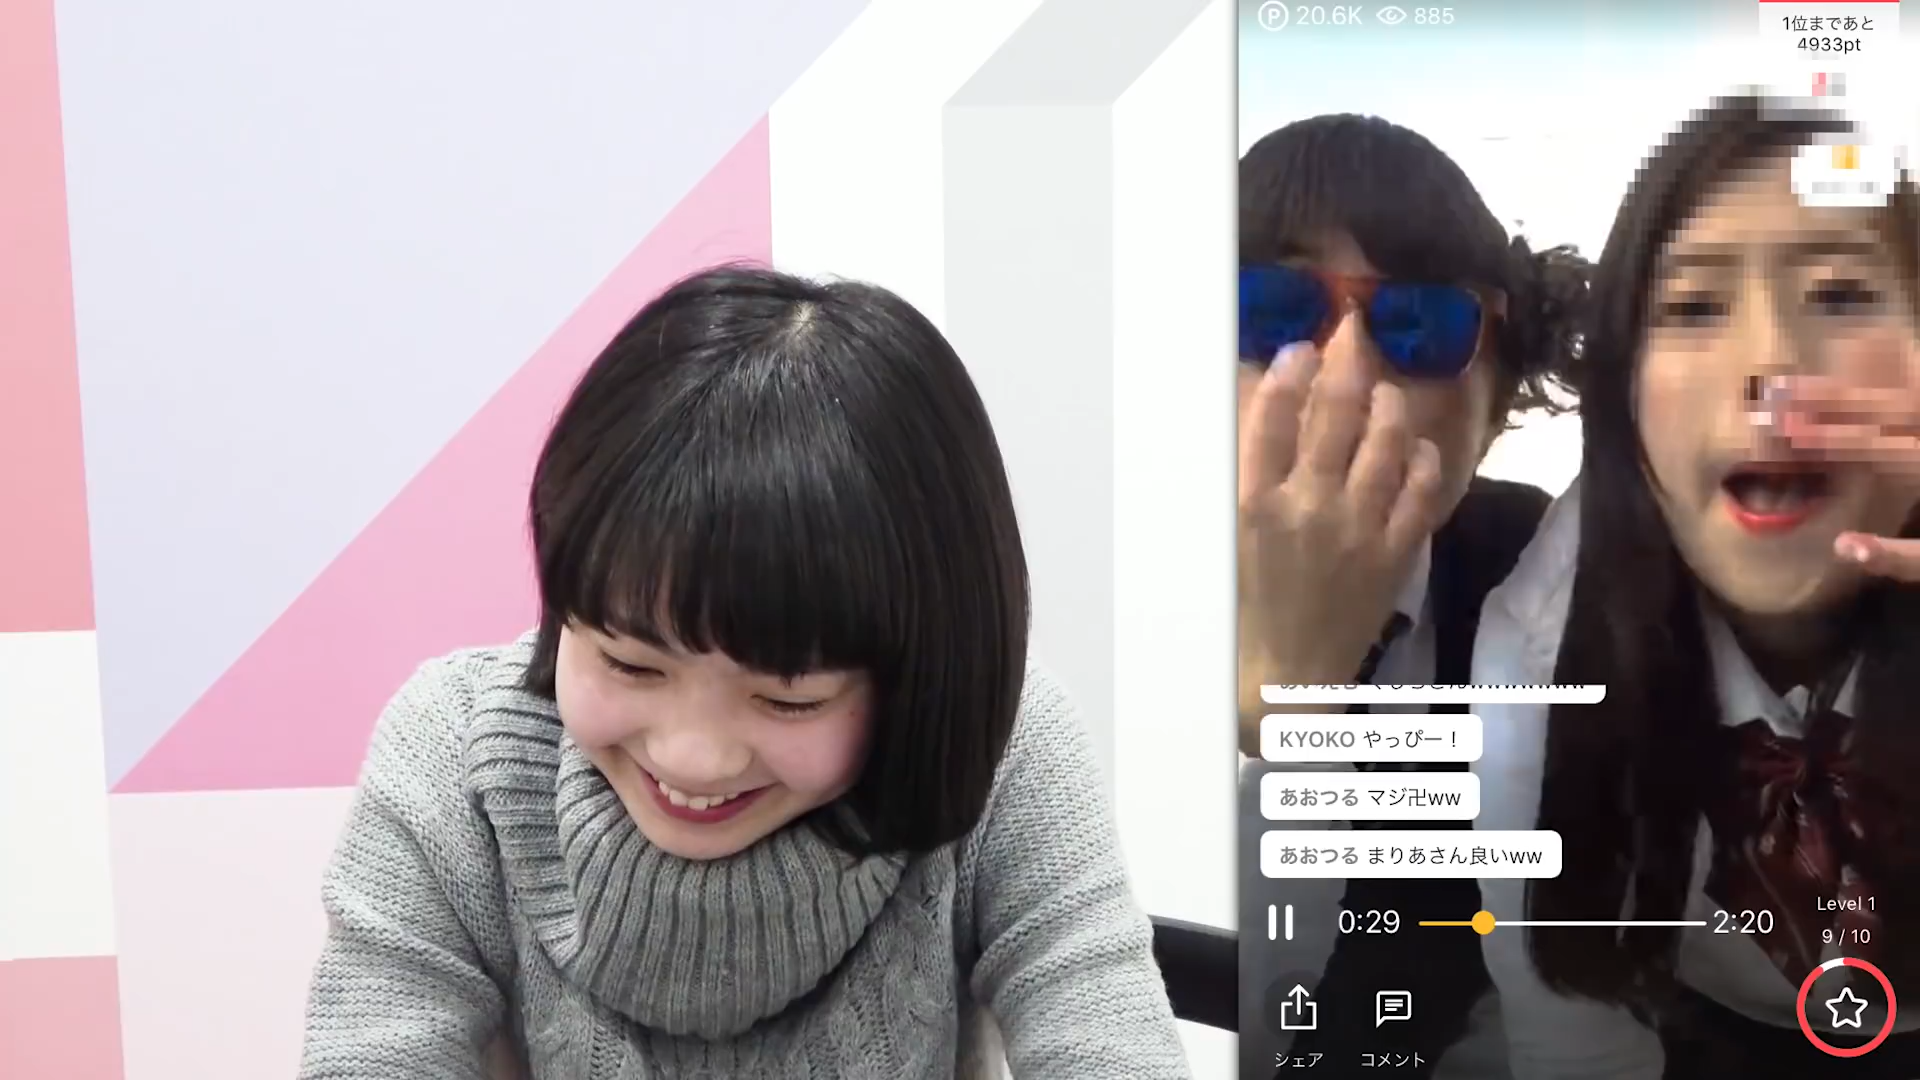 Ⓟ 20.6K 885
1位まであと
4933pt
KYOKO やっぴー！
あおつる マジ卍ww
あおつる まりあさん良いww
0:29
2:20
Level 1
9 / 10
シェア
コメント